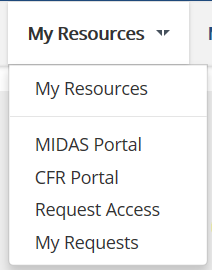 My Resources
My Resources
MIDAS Portal
CFR Portal
Request Access
My Requests